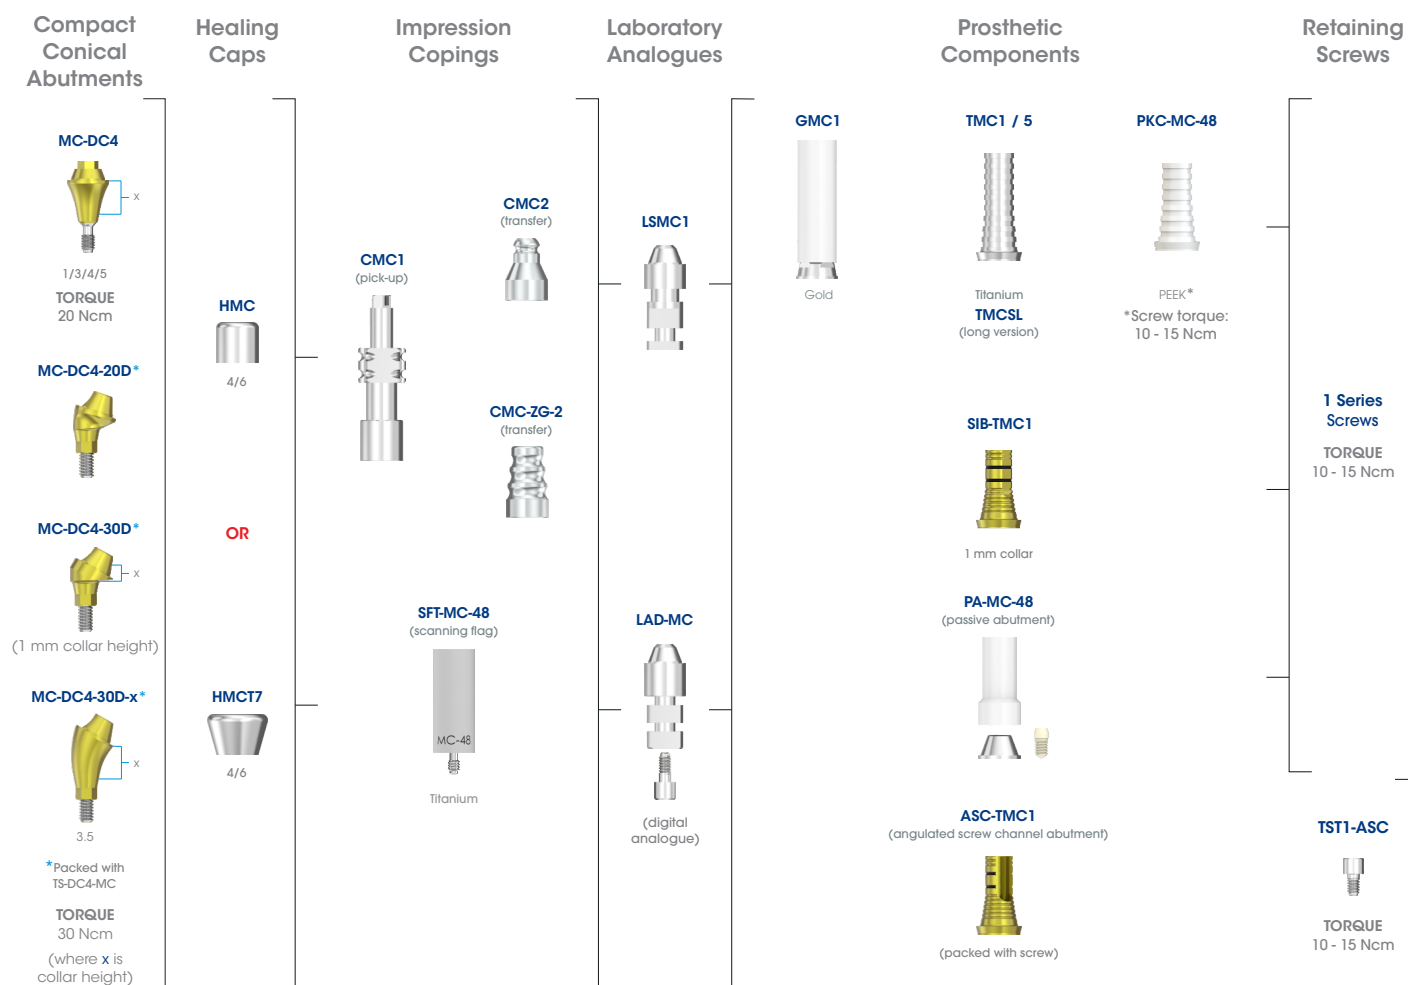 Compact
Conical
Abutments
Healing
Caps
Impression
Copings
Laboratory
Analogues
Prosthetic
Components
Retaining
Screws
MC-DC4
x
1/3/4/5
TORQUE
20 Ncm
MC-DC4-20D*
MC-DC4-30D*
x
(1 mm collar height)
MC-DC4-30D-x*
x
3.5
*Packed with
TS-DC4-MC
TORQUE
30 Ncm
(where x is
collar height)
HMC
4/6
OR
HMCT7
4/6
CMC1
(pick-up)
CMC2
(transfer)
CMC-ZG-2
(transfer)
SFT-MC-48
(scanning flag)
MC-48
Titanium
LSMC1
LAD-MC
(digital
analogue)
GMC1
Gold
TMC1 / 5
Titanium
TMCSL
(long version)
PKC-MC-48
PEEK*
*Screw torque:
10 - 15 Ncm
SIB-TMC1
1 mm collar
PA-MC-48
(passive abutment)
ASC-TMC1
(angulated screw channel abutment)
(packed with screw)
1 Series
Screws
TORQUE
10 - 15 Ncm
TST1-ASC
TORQUE
10 - 15 Ncm